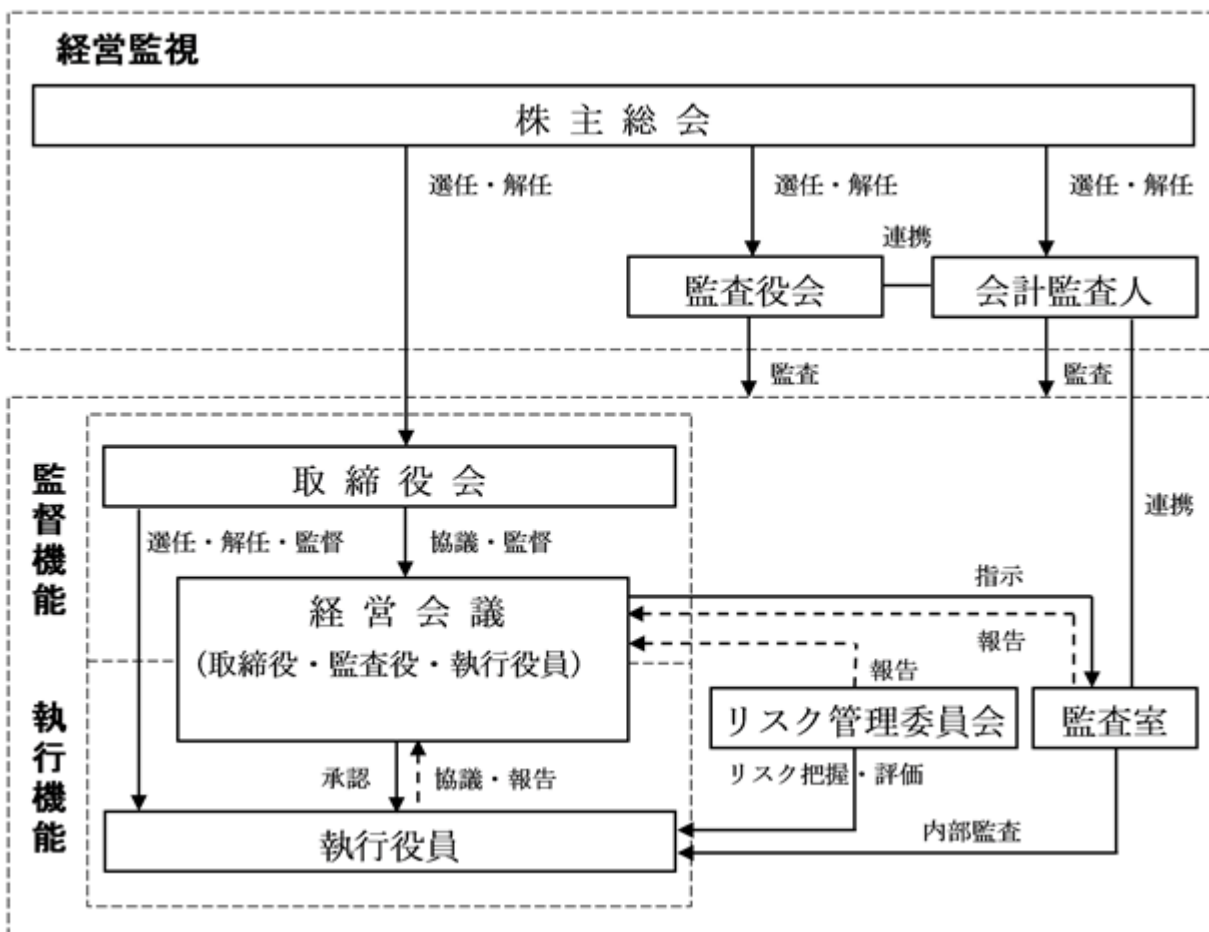 経営監視
株主総会
選任・解任
選任・解任
選任・解任
連携
監査役会
会計監査人
監査
監査
監督機能
取締役会
選任・解任・監督
協議・監督
連携
経営会議
(取締役・監査役・執行役員)
指示
報告
報告
執行機能
リスク管理委員会
監査室
承認
協議・報告
リスク把握・評価
執行役員
内部監査